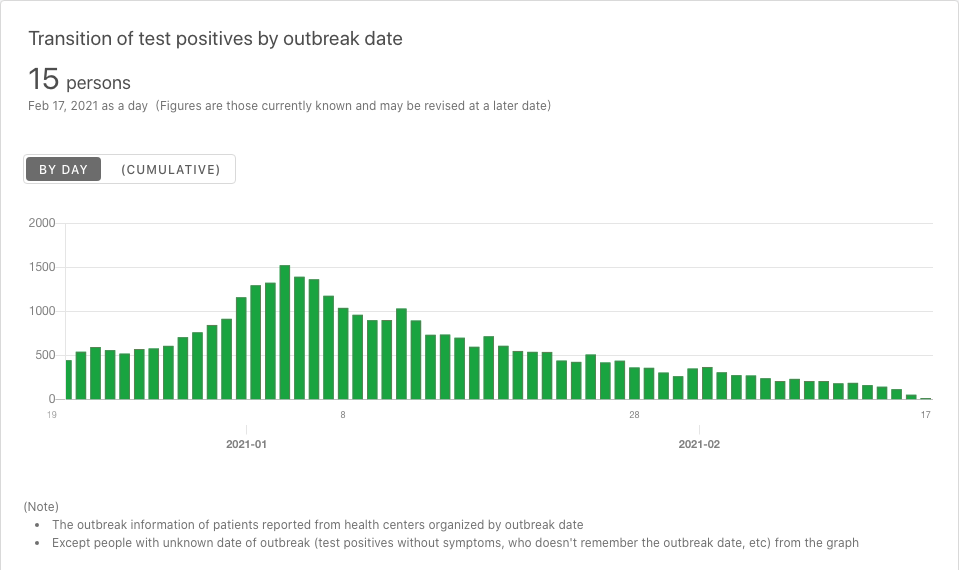 Transition of test positives by outbreak date
15 persons
Feb 17, 2021 as a day (Figures are those currently known and may be revised at a later date)
BY DAY (CUMULATIVE)
2000
1500
1000
500
0
19 8 28 17
2021-01 2021-02
(Note)
• The outbreak information of patients reported from health centers organized by outbreak date
• Except people with unknown date of outbreak (test positives without symptoms, who doesn't remember the outbreak date, etc) from the graph